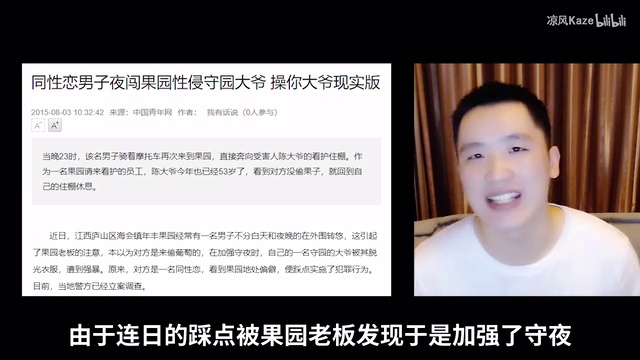 凉风Kaze bilibili
同性恋男子夜闯果园性侵守园大爷 操你大爷现实版
2015-08-03 10:32:42 来源：中国青年网 作者： 我有话说（0人参与）
A- A+
当晚23时，该名男子骑着摩托车再次来到果园，直接奔向受害人陈大爷的看护住棚。作
为一名果园请来看护的员工，陈大爷今年也已经53岁了，看到对方没偷果子，就回到自
己的住棚休息。
近日，江西庐山区海会镇年丰果园经常有一名男子不分白天和夜晚的在外围转悠，这引起
了果园老板的注意，本以为对方是来偷葡萄的，在加强守夜时，自己的一名守园的大爷被其脱
光衣服，遭到强暴。原来，对方是一名同性恋，看到果园地处偏僻，便踩点实施了犯罪行为。
目前，当地警方已经立案调查。
由于连日的踩点被果园老板发现于是加强了守夜